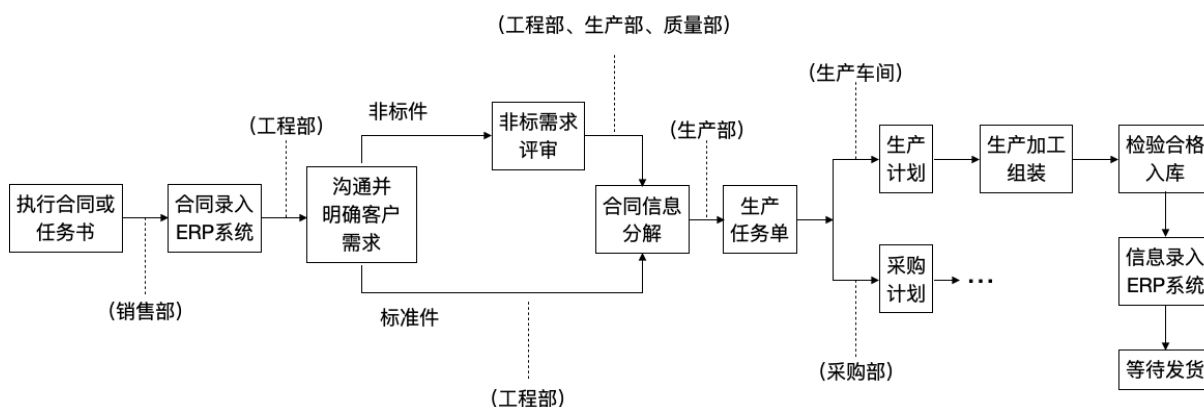 (工程部、生产部、质量部)
(生产车间)
非标件
(工程部)
非标需求
评审
(生产部)
生产
计划
生产加工
组装
检验合格
入库
执行合同或
任务书
合同录入
ERP系统
沟通并
明确客户
需求
合同信息
分解
生产
任务单
采购
计划
...
信息录入
ERP系统
(销售部)
标准件
(工程部)
(采购部)
等待发货